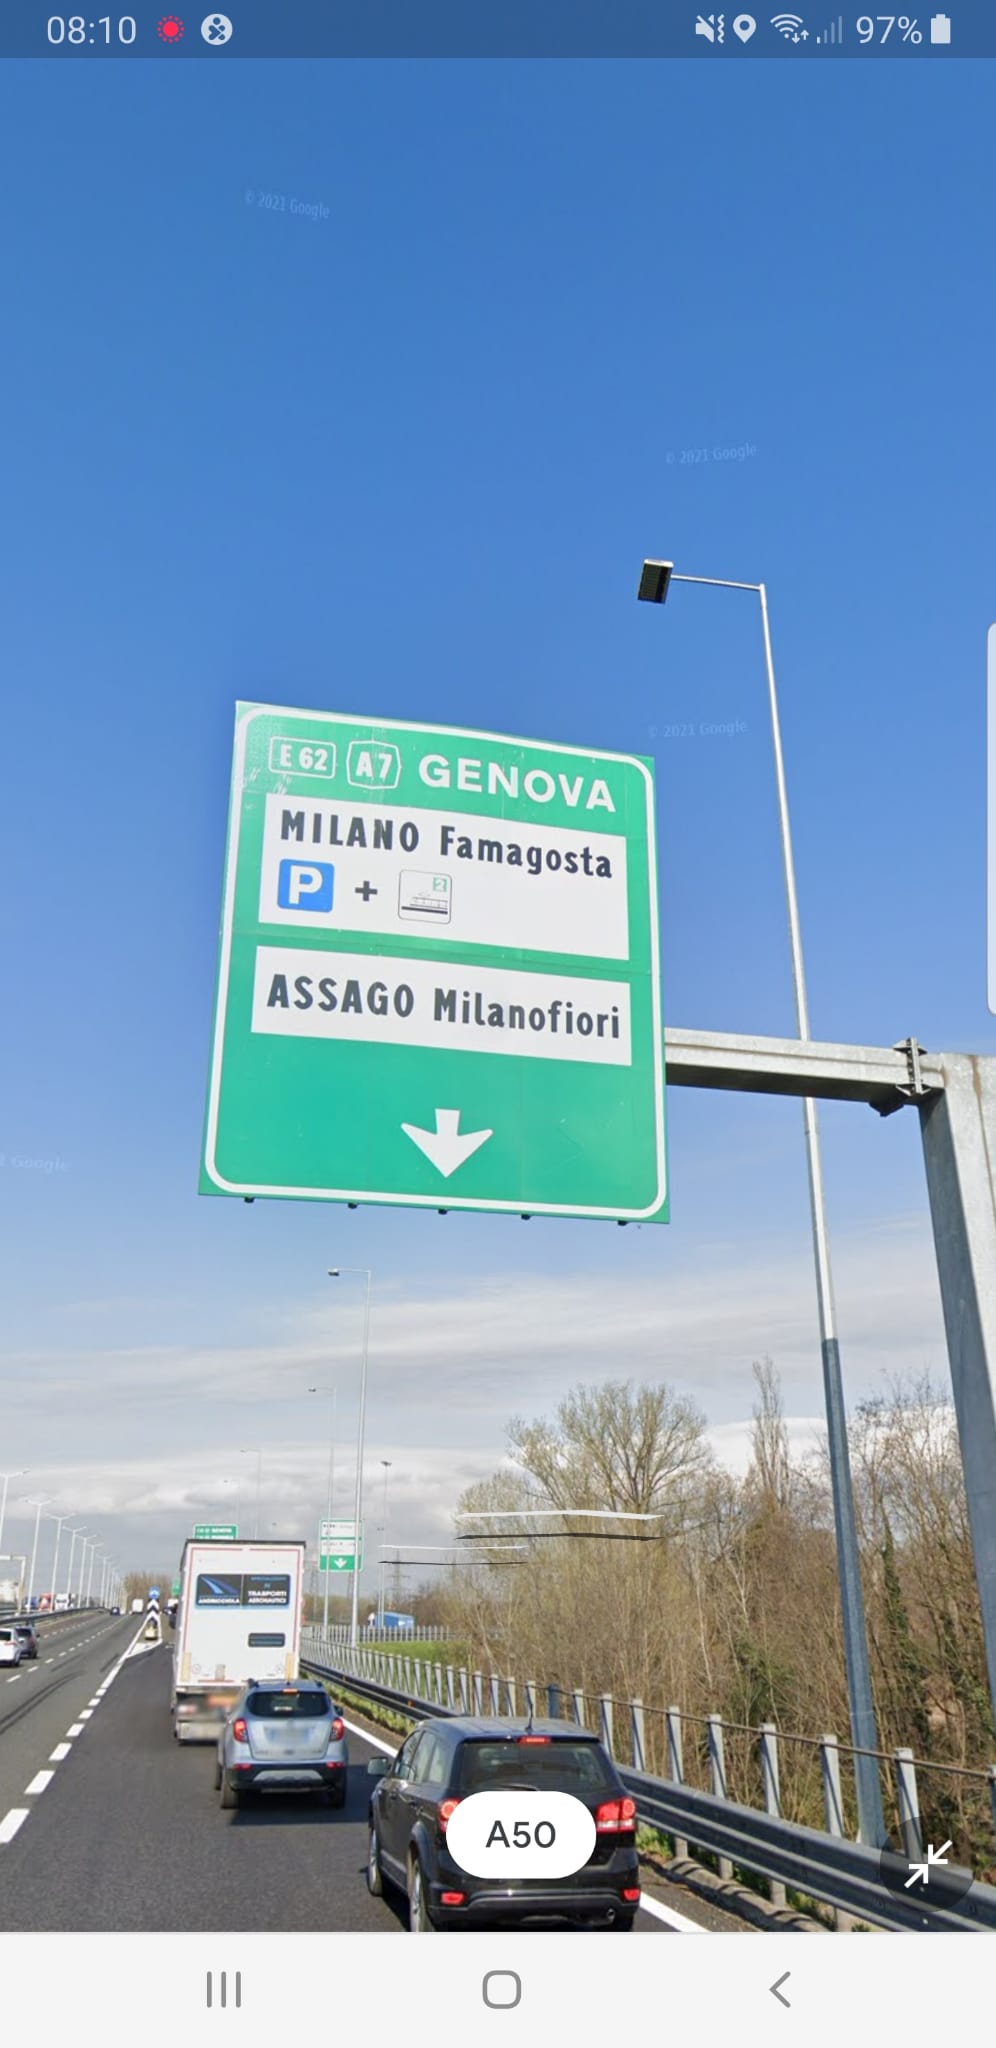 08:10
97%
© 2021 Google
© 2021 Google
© 2021 Google
E 62 A7 GENOVA
MILANO Famagosta
P + 2
ASSAGO Milanofiori
Google
TRASPORTI
A50